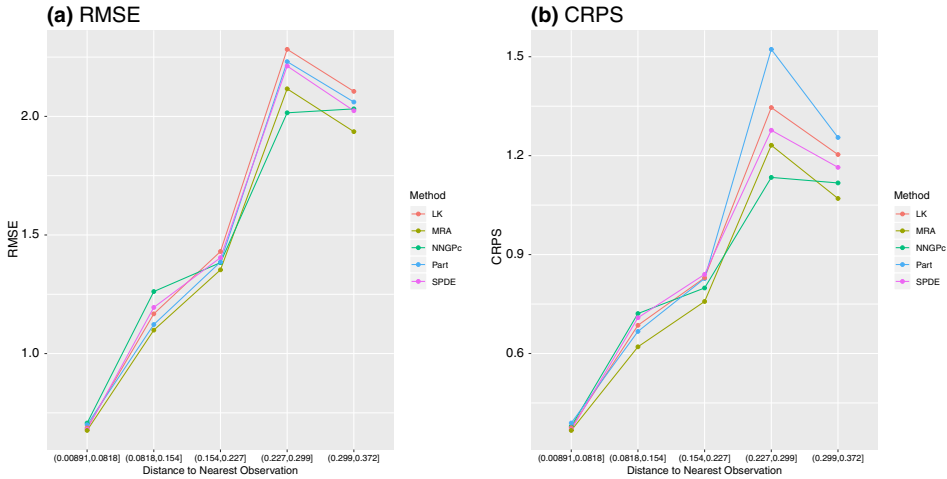 (a) RMSE
RMSE
2.0
1.5
1.0
(0.00891,0.0818]
(0.0818,0.154]
(0.154,0.227]
(0.227,0.299]
(0.299,0.372]
Distance to Nearest Observation
Method
LK
MRA
NNGPc
Part
SPDE
(b) CRPS
CRPS
1.5
1.2
0.9
0.6
(0.00891,0.0818]
(0.0818,0.154]
(0.154,0.227]
(0.227,0.299]
(0.299,0.372]
Distance to Nearest Observation
Method
LK
MRA
NNGPc
Part
SPDE